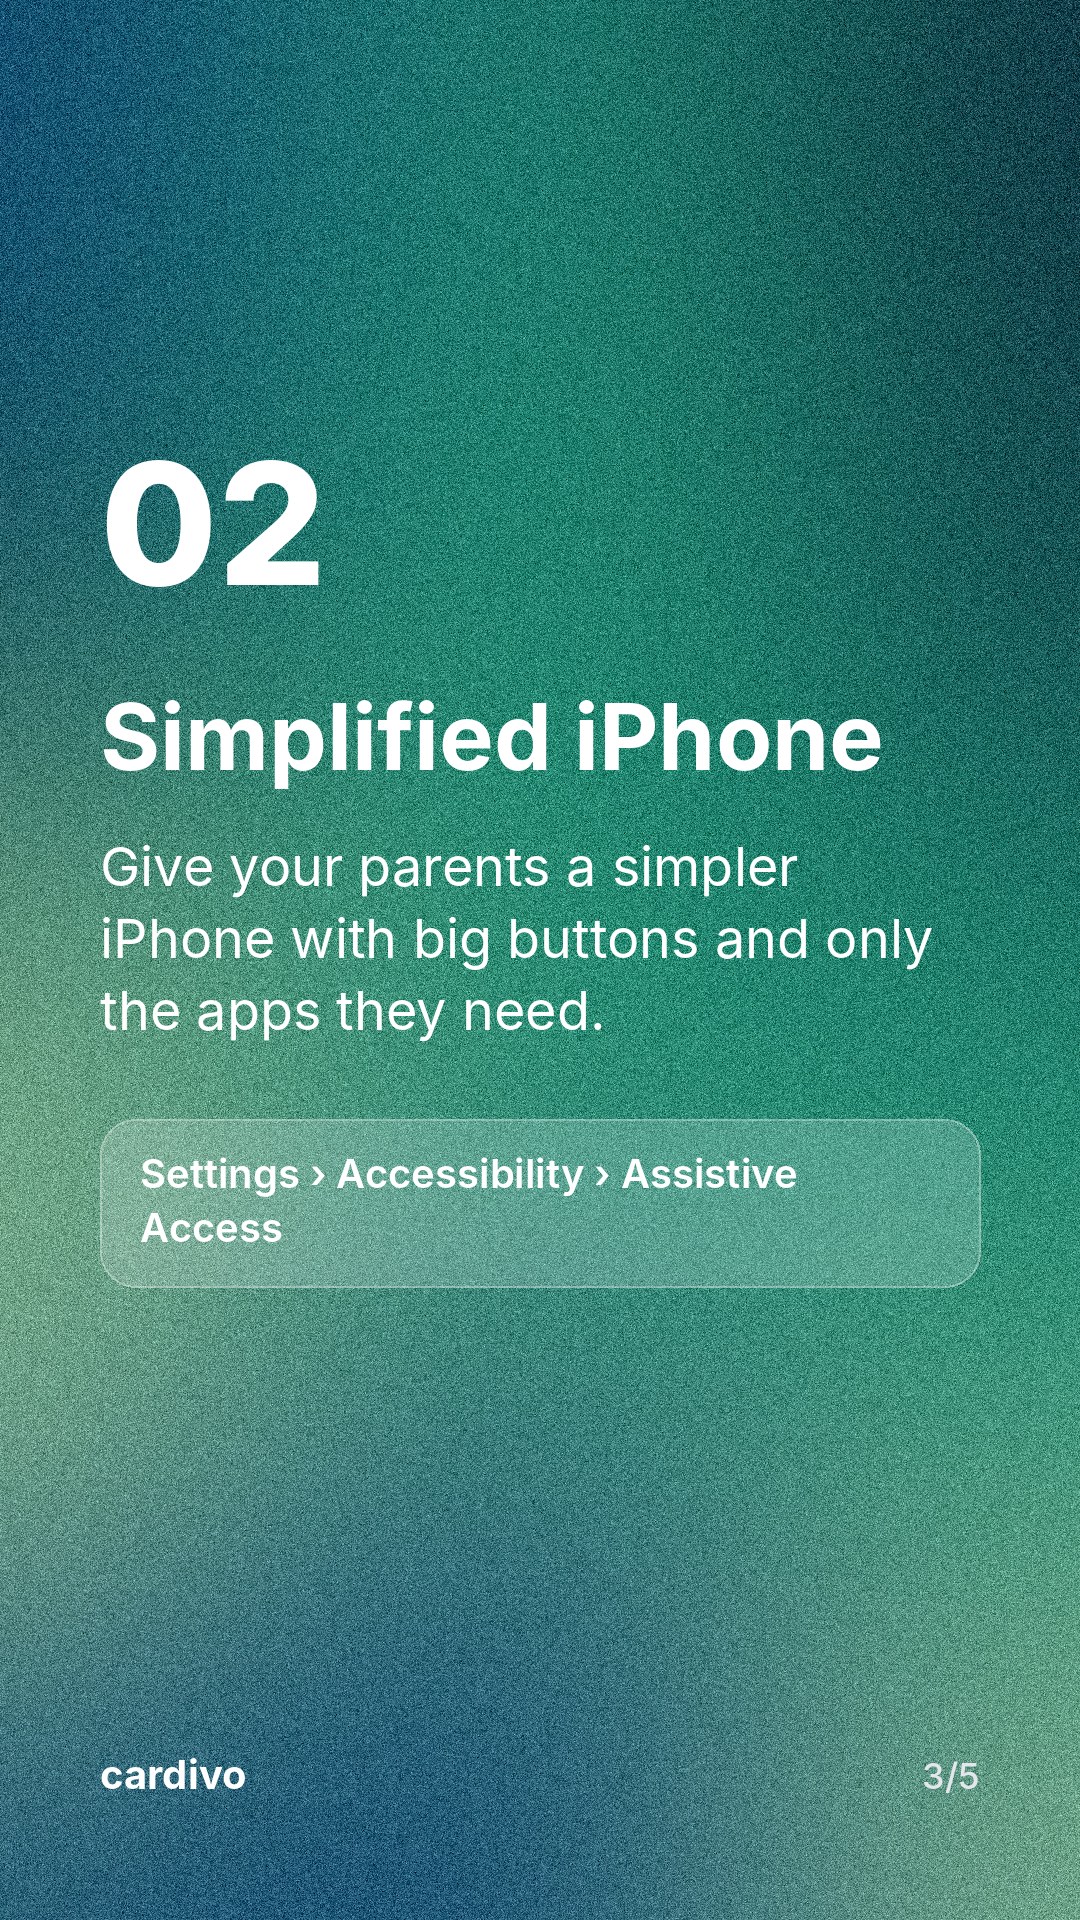 02
Simplified iPhone
Give your parents a simpler
iPhone with big buttons and only
the apps they need.
Settings › Accessibility › Assistive
Access
cardivo
3/5